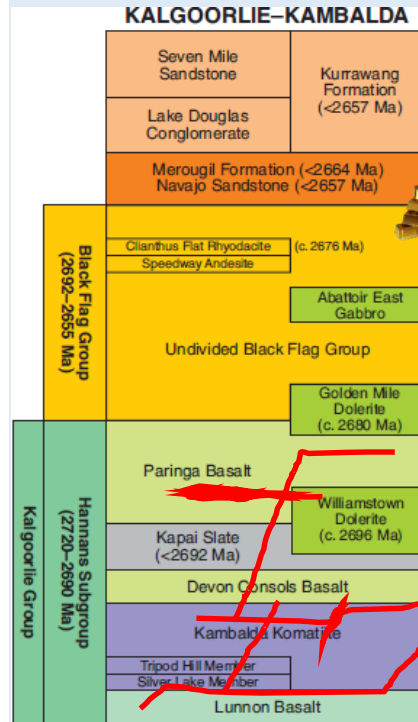 KALGOORLIE–KAMBALDA
Seven Mile
Sandstone
Kurrawang
Formation
(<2657 Ma)
Lake Douglas
Conglomerate
Merougil Formation (<2664 Ma)
Navajo Sandstone (<2657 Ma)
Black Flag Group
(2692–2655 Ma)
Clianthus Flat Rhyodacite
(c. 2676 Ma)
Speedway Andesite
Abattoir East
Gabbro
Undivided Black Flag Group
Golden Mile
Dolerite
(c. 2680 Ma)
Kalgoorlie Group
Hannans Subgroup
(2720–2690 Ma)
Paringa Basalt
Williamstown
Dolerite
(c. 2696 Ma)
Kapai Slate
(<2692 Ma)
Devon Consols Basalt
Kambalda Komatiite
Tripod Hill Member
Silver Lake Member
Lunnon Basalt